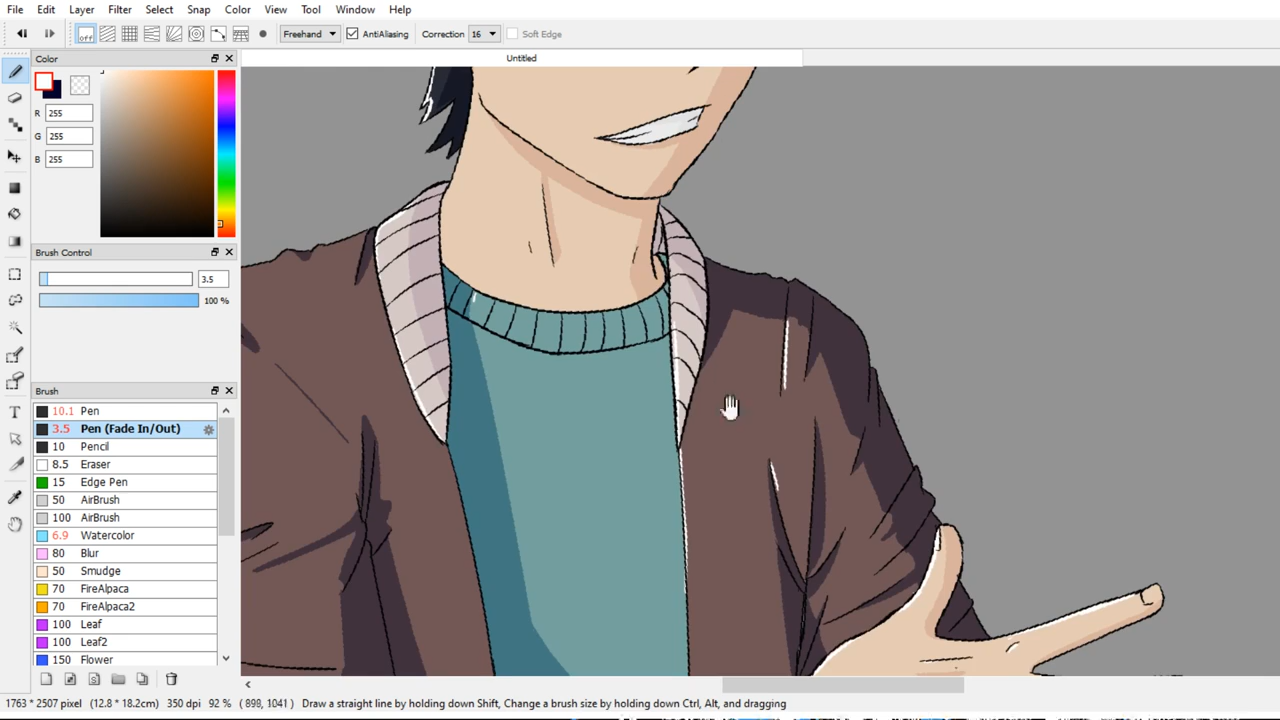 File Edit Layer Filter Select Snap Color View Tool Window Help
off Freehand AntiAliasing Correction 16 Soft Edge
Color
Untitled
R 255
G 255
B 255
Brush Control
3.5
100 %
Brush
10.1 Pen
3.5 Pen (Fade In/Out)
10 Pencil
8.5 Eraser
15 Edge Pen
50 AirBrush
100 AirBrush
6.9 Watercolor
80 Blur
50 Smudge
70 FireAlpaca
70 FireAlpaca2
100 Leaf
100 Leaf2
150 Flower
1763 * 2507 pixel (12.8 * 18.2cm) 350 dpi 92 % ( 898, 1041 ) Draw a straight line by holding down Shift, Change a brush size by holding down Ctrl, Alt, and dragging